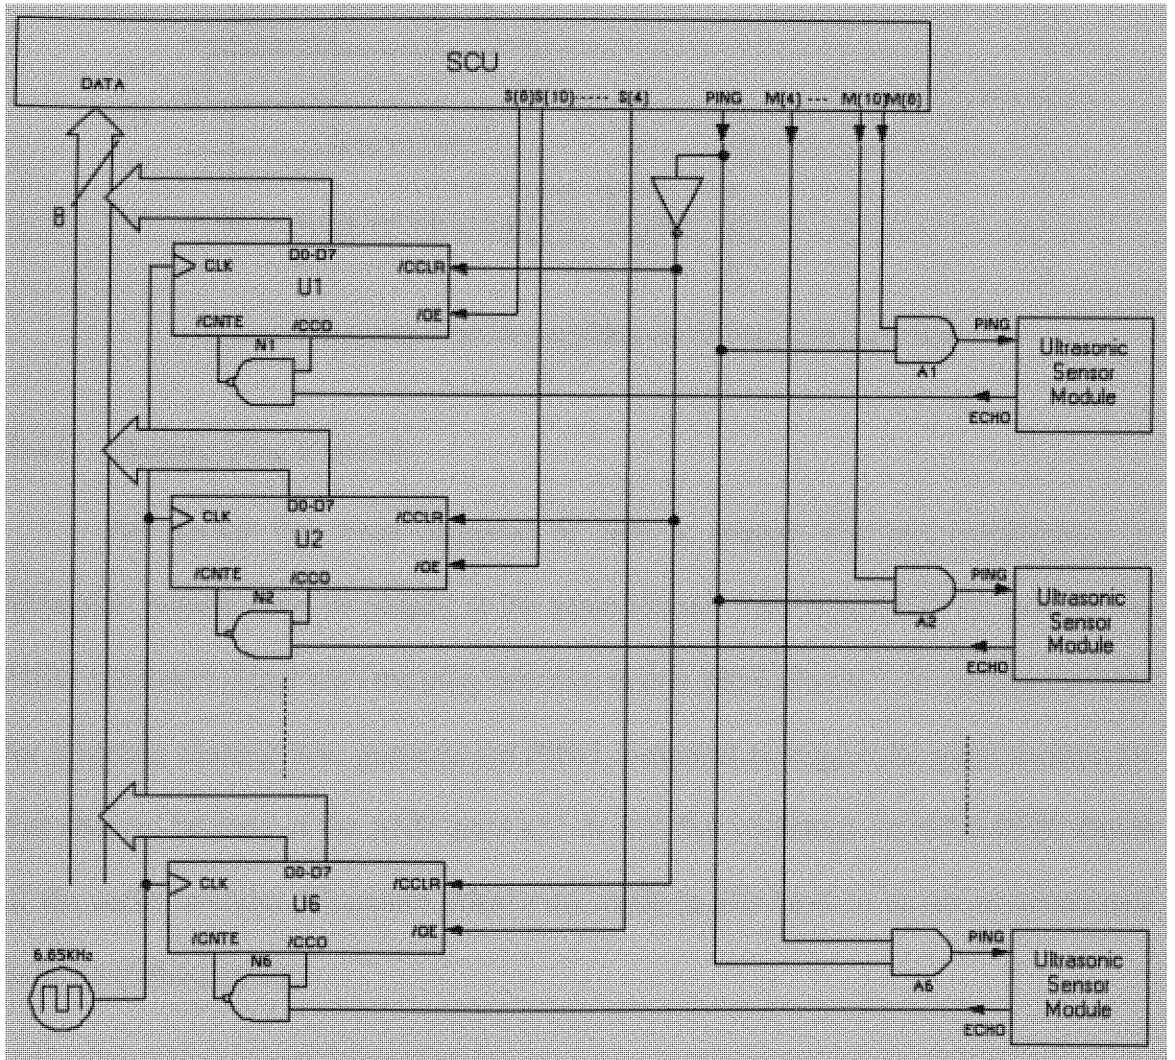 SCU
DATA
S[6] S[10] ----- S[4] PING M[4] --- M[10] M[6]
8
D0-D7
CLK
/CCLR
U1
/OE
/CNTE
/CCO
N1
PING
A1
Ultrasonic
Sensor
Module
ECHO
D0-D7
CLK
/CCLR
U2
/OE
/CNTE
/CCO
N2
PING
A2
Ultrasonic
Sensor
Module
ECHO
D0-D7
CLK
/CCLR
U6
/OE
/CNTE
/CCO
N6
6.65KHz
PING
A6
Ultrasonic
Sensor
Module
ECHO